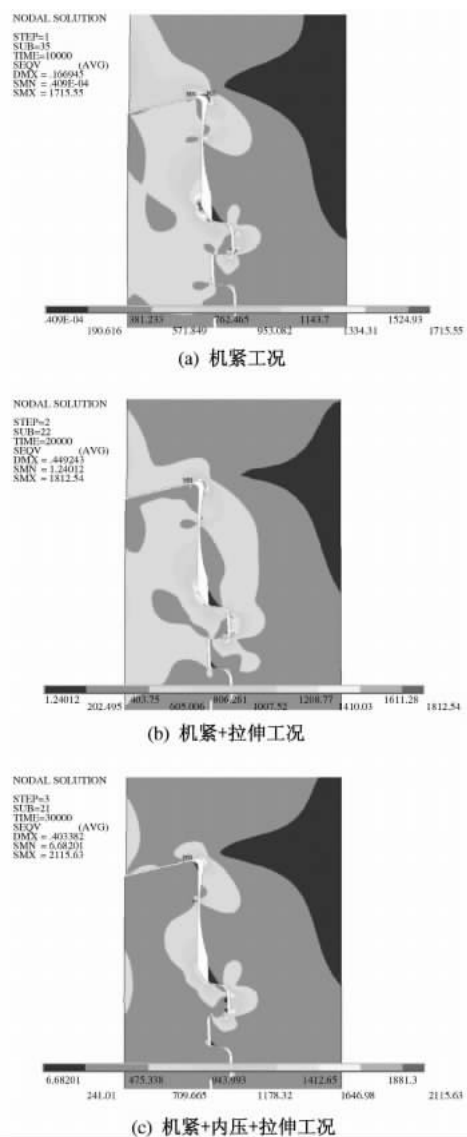 NODAL SOLUTION
STEP=1
SUB=35
TIME=10000
SEQV (AVG)
DMX = .166945
SMN = .409E-04
SMX = 1715.55
.409E-04 381.233 762.465 1143.7 1524.93
190.616 571.849 953.082 1334.31 1715.55
(a) 机紧工况
NODAL SOLUTION
STEP=2
SUB=22
TIME=20000
SEQV (AVG)
DMX = .449243
SMN = 1.24012
SMX = 1812.54
1.24012 403.75 806.261 1208.77 1611.28
202.495 605.006 1007.52 1410.03 1812.54
(b) 机紧+拉伸工况
NODAL SOLUTION
STEP=3
SUB=21
TIME=30000
SEQV (AVG)
DMX = .403382
SMN = 6.68201
SMX = 2115.63
6.68201 475.338 943.993 1412.65 1881.3
241.01 709.665 1178.32 1646.98 2115.63
(c) 机紧+内压+拉伸工况